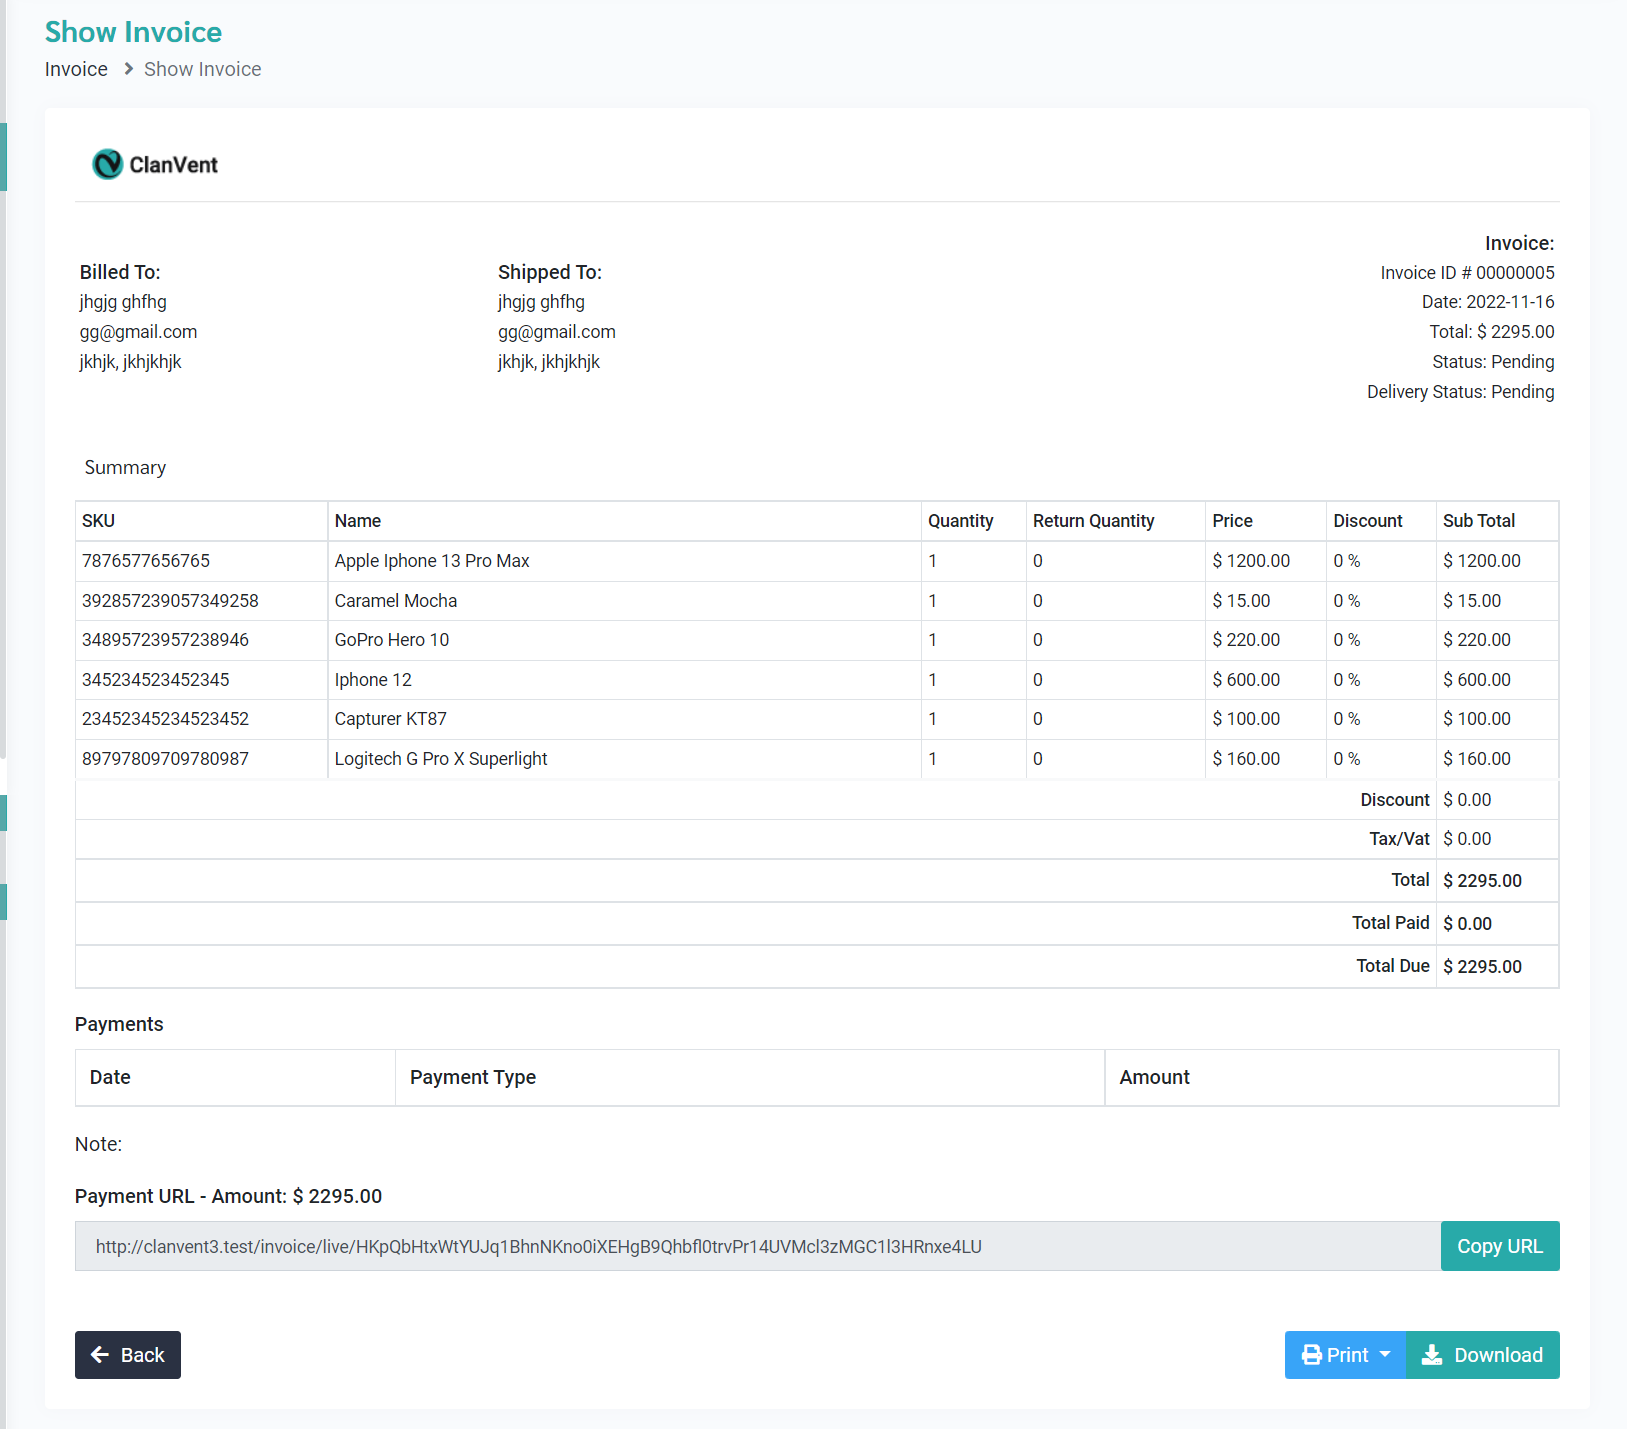 Show Invoice
Invoice > Show Invoice
ClanVent
Invoice:
Billed To:
Shipped To:
Invoice ID # 00000005
jhgjg ghfhg
jhgjg ghfhg
Date: 2022-11-16
gg@gmail.com
gg@gmail.com
Total: $ 2295.00
jkhjk, jkhjkhjk
jkhjk, jkhjkhjk
Status: Pending
Delivery Status: Pending
Summary
SKU Name Quantity Return Quantity Price Discount Sub Total
7876577656765 Apple Iphone 13 Pro Max 1 0 $ 1200.00 0 % $ 1200.00
392857239057349258 Caramel Mocha 1 0 $ 15.00 0 % $ 15.00
34895723957238946 GoPro Hero 10 1 0 $ 220.00 0 % $ 220.00
345234523452345 Iphone 12 1 0 $ 600.00 0 % $ 600.00
23452345234523452 Capturer KT87 1 0 $ 100.00 0 % $ 100.00
89797809709780987 Logitech G Pro X Superlight 1 0 $ 160.00 0 % $ 160.00
Discount $ 0.00
Tax/Vat $ 0.00
Total $ 2295.00
Total Paid $ 0.00
Total Due $ 2295.00
Payments
Date Payment Type Amount
Note:
Payment URL - Amount: $ 2295.00
http://clanvent3.test/invoice/live/HKpQbHtxWtYUJq1BhnNKno0iXEHgB9Qhbfl0trvPr14UVMcl3zMGC1l3HRnxe4LU
Copy URL
Back
Print
Download